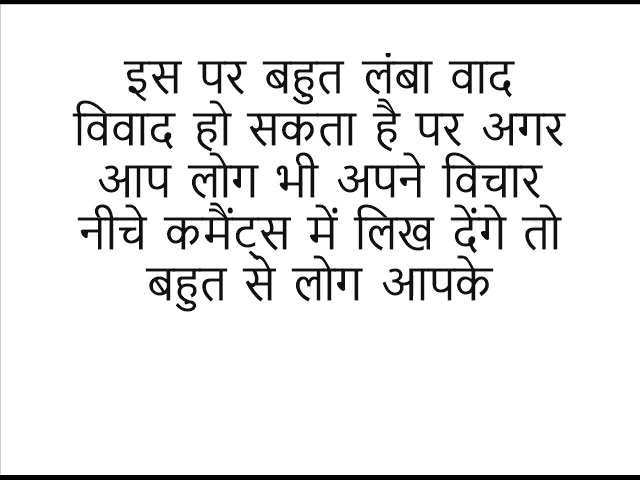 इस पर बहुत लंबा वाद
विवाद हो सकता है पर अगर
आप लोग भी अपने विचार
नीचे कमैंट्स में लिख देंगे तो
बहुत से लोग आपके